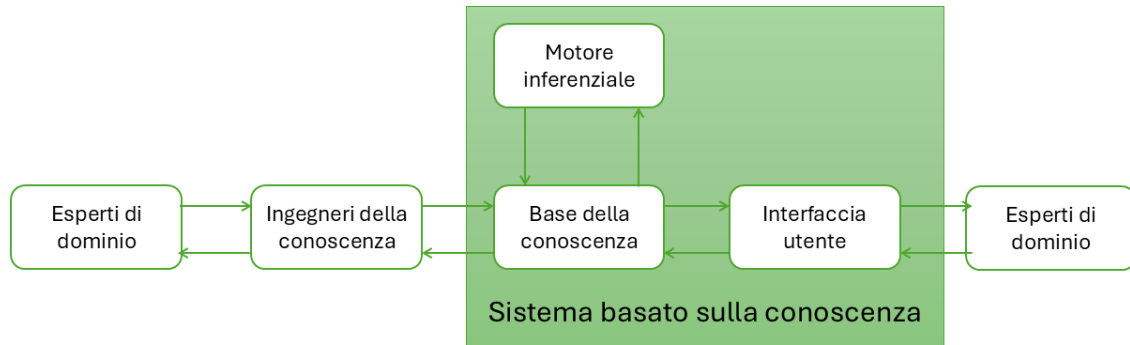 Motore
inferenziale
Esperti di
dominio
Ingegneri della
conoscenza
Base della
conoscenza
Interfaccia
utente
Esperti di
dominio
Sistema basato sulla conoscenza